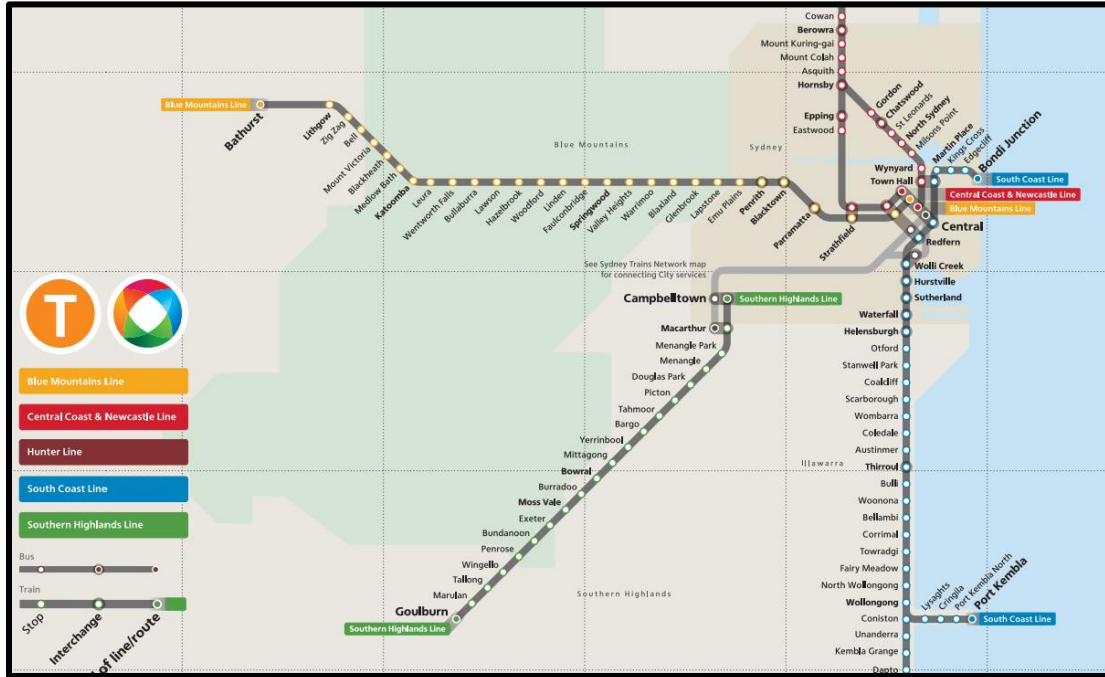 Cowan
Berowra
Mount Kuring-gai
Mount Colah
Asquith
Hornsby
Epping
Eastwood
Gordon
Chatswood
St Leonards
North Sydney
Milsons Point
Wynyard
Town Hall
Martin Place
Kings Cross
Edgecliff
Bondi Junction
South Coast Line
Central Coast & Newcastle Line
Blue Mountains Line
Central
Redfern
Blue Mountains Line
Bathurst
Lithgow
Zig Zag
Bell
Mount Victoria
Blackheath
Medlow Bath
Katoomba
Leura
Wentworth Falls
Bullaburra
Lawson
Hazelbrook
Woodford
Linden
Faulconbridge
Springwood
Valley Heights
Warrimoo
Blaxland
Glenbrook
Lapstone
Emu Plains
Penrith
Blacktown
Parramatta
Strathfield
Blue Mountains
Sydney
See Sydney Trains Network map
for connecting City services
Wolli Creek
Hurstville
Sutherland
Waterfall
Helensburgh
Otford
Stanwell Park
Coalcliff
Scarborough
Wombarra
Coledale
Austinmer
Thirroul
Bulli
Woonona
Bellambi
Corrimal
Towradgi
Fairy Meadow
North Wollongong
Wollongong
Coniston
Unanderra
Kembla Grange
Dapto
Lysaghts
Cringila
Port Kembla North
Port Kembla
South Coast Line
Illawarra
Campbelltown
Southern Highlands Line
Macarthur
Menangle Park
Menangle
Douglas Park
Picton
Tahmoor
Bargo
Yerrinbool
Mittagong
Bowral
Burradoo
Moss Vale
Exeter
Bundanoon
Penrose
Wingello
Tallong
Marulan
Goulburn
Southern Highlands Line
Southern Highlands
T
Blue Mountains Line
Central Coast & Newcastle Line
Hunter Line
South Coast Line
Southern Highlands Line
Bus
Train
Stop
Interchange
of line/route